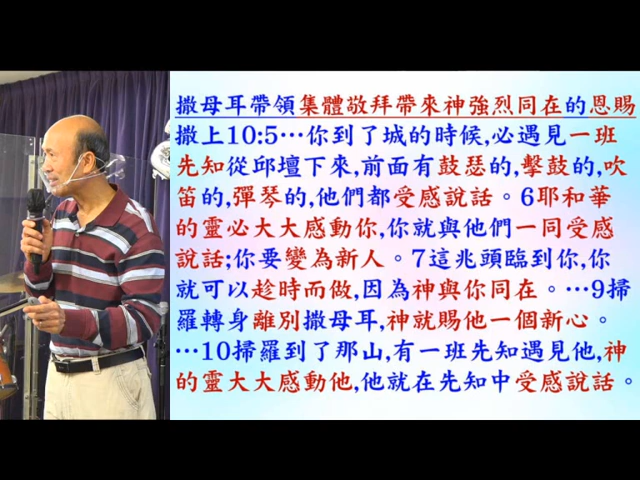 撒母耳帶領集體敬拜帶來神強烈同在的恩賜
撒上10:5…你到了城的時候,必遇見一班
先知從邱壇下來,前面有鼓瑟的,擊鼓的,吹
笛的,彈琴的,他們都受感說話。6耶和華
的靈必大大感動你,你就與他們一同受感
說話;你要變為新人。7這兆頭臨到你,你
就可以趁時而做,因為神與你同在。…9掃
羅轉身離別撒母耳,神就賜他一個新心。
…10掃羅到了那山,有一班先知遇見他,神
的靈大大感動他,他就在先知中受感說話。